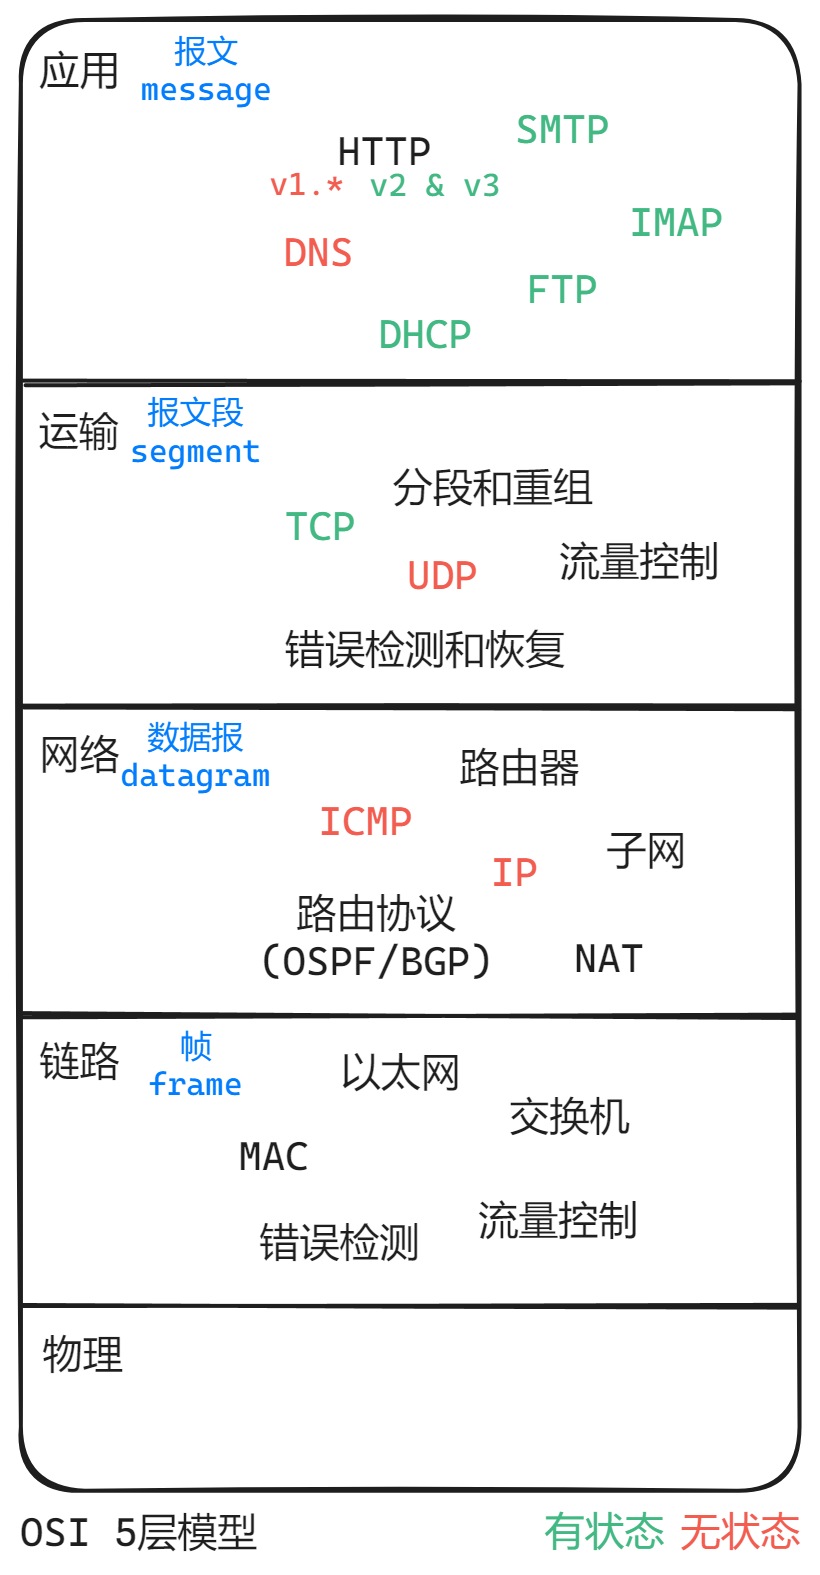 应用
报文
message
SMTP
HTTP
v1.* v2 & v3
IMAP
DNS
FTP
DHCP
运输
报文段
segment
分段和重组
TCP
流量控制
UDP
错误检测和恢复
网络
数据报
datagram
路由器
ICMP
子网
IP
路由协议
(OSPF/BGP)
NAT
链路
帧
frame
以太网
交换机
MAC
流量控制
错误检测
物理
OSI 5层模型
有状态 无状态